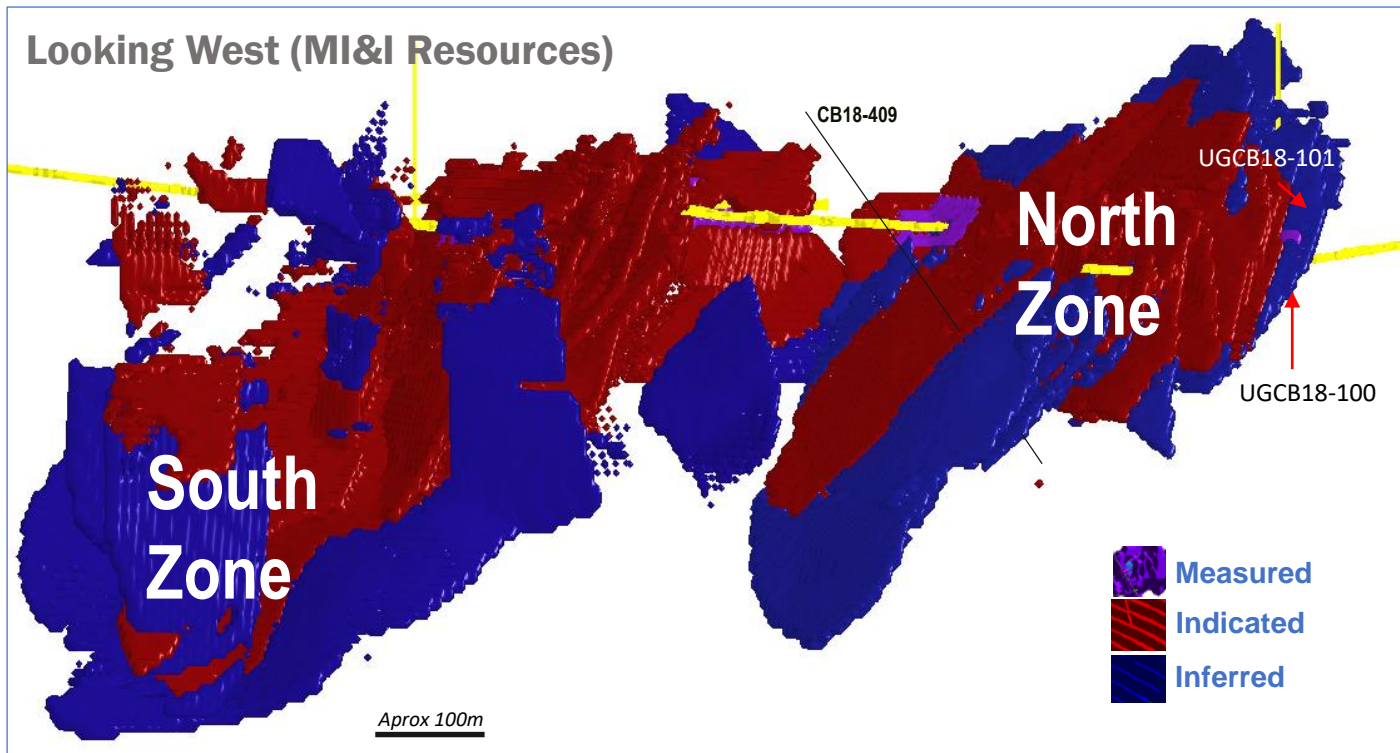 Looking West (MI&I Resources)
CB18-409
UGCB18-101
North
Zone
UGCB18-100
South
Zone
Measured
Indicated
Inferred
Aprox 100m